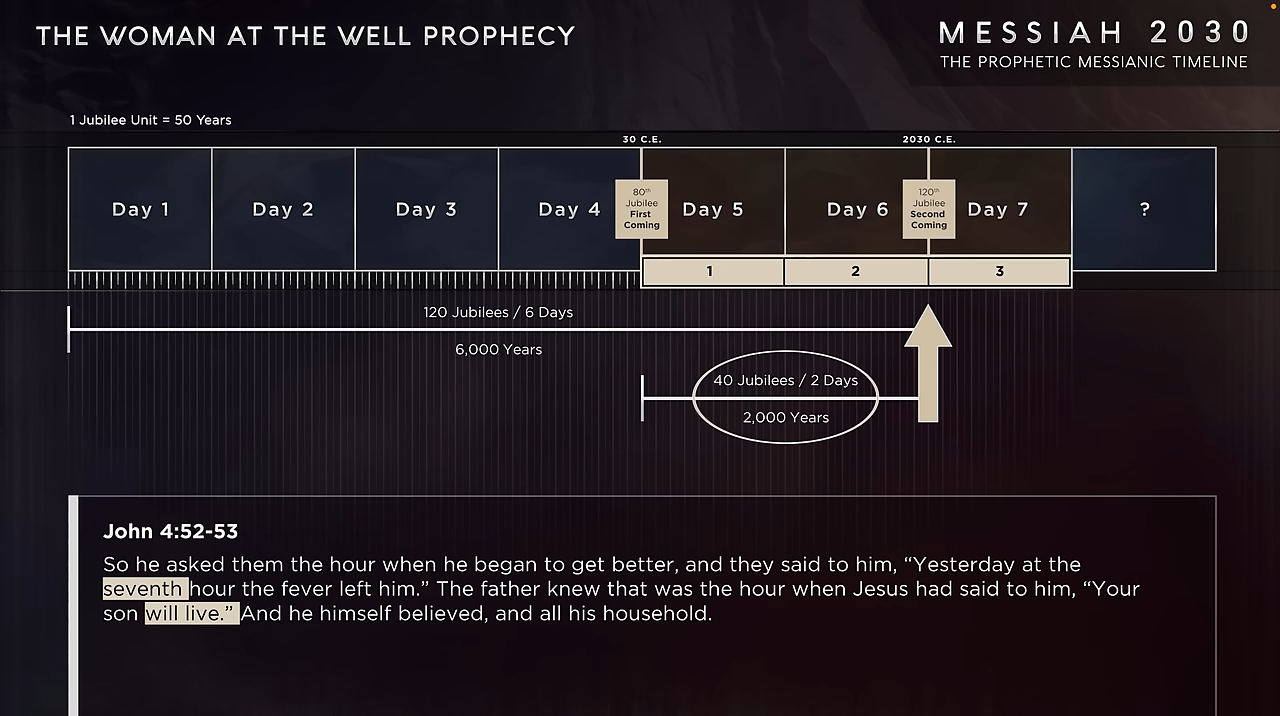 THE WOMAN AT THE WELL PROPHECY
MESSIAH 2030
THE PROPHETIC MESSIANIC TIMELINE
1 Jubilee Unit = 50 Years
30 C.E.
2030 C.E.
Day 1
Day 2
Day 3
Day 4
80th
Jubilee
First
Coming
Day 5
Day 6
120th
Jubilee
Second
Coming
Day 7
?
1
2
3
120 Jubilees / 6 Days
6,000 Years
40 Jubilees / 2 Days
2,000 Years
John 4:52-53
So he asked them the hour when he began to get better, and they said to him, “Yesterday at the
seventh hour the fever left him.” The father knew that was the hour when Jesus had said to him, “Your
son will live.” And he himself believed, and all his household.